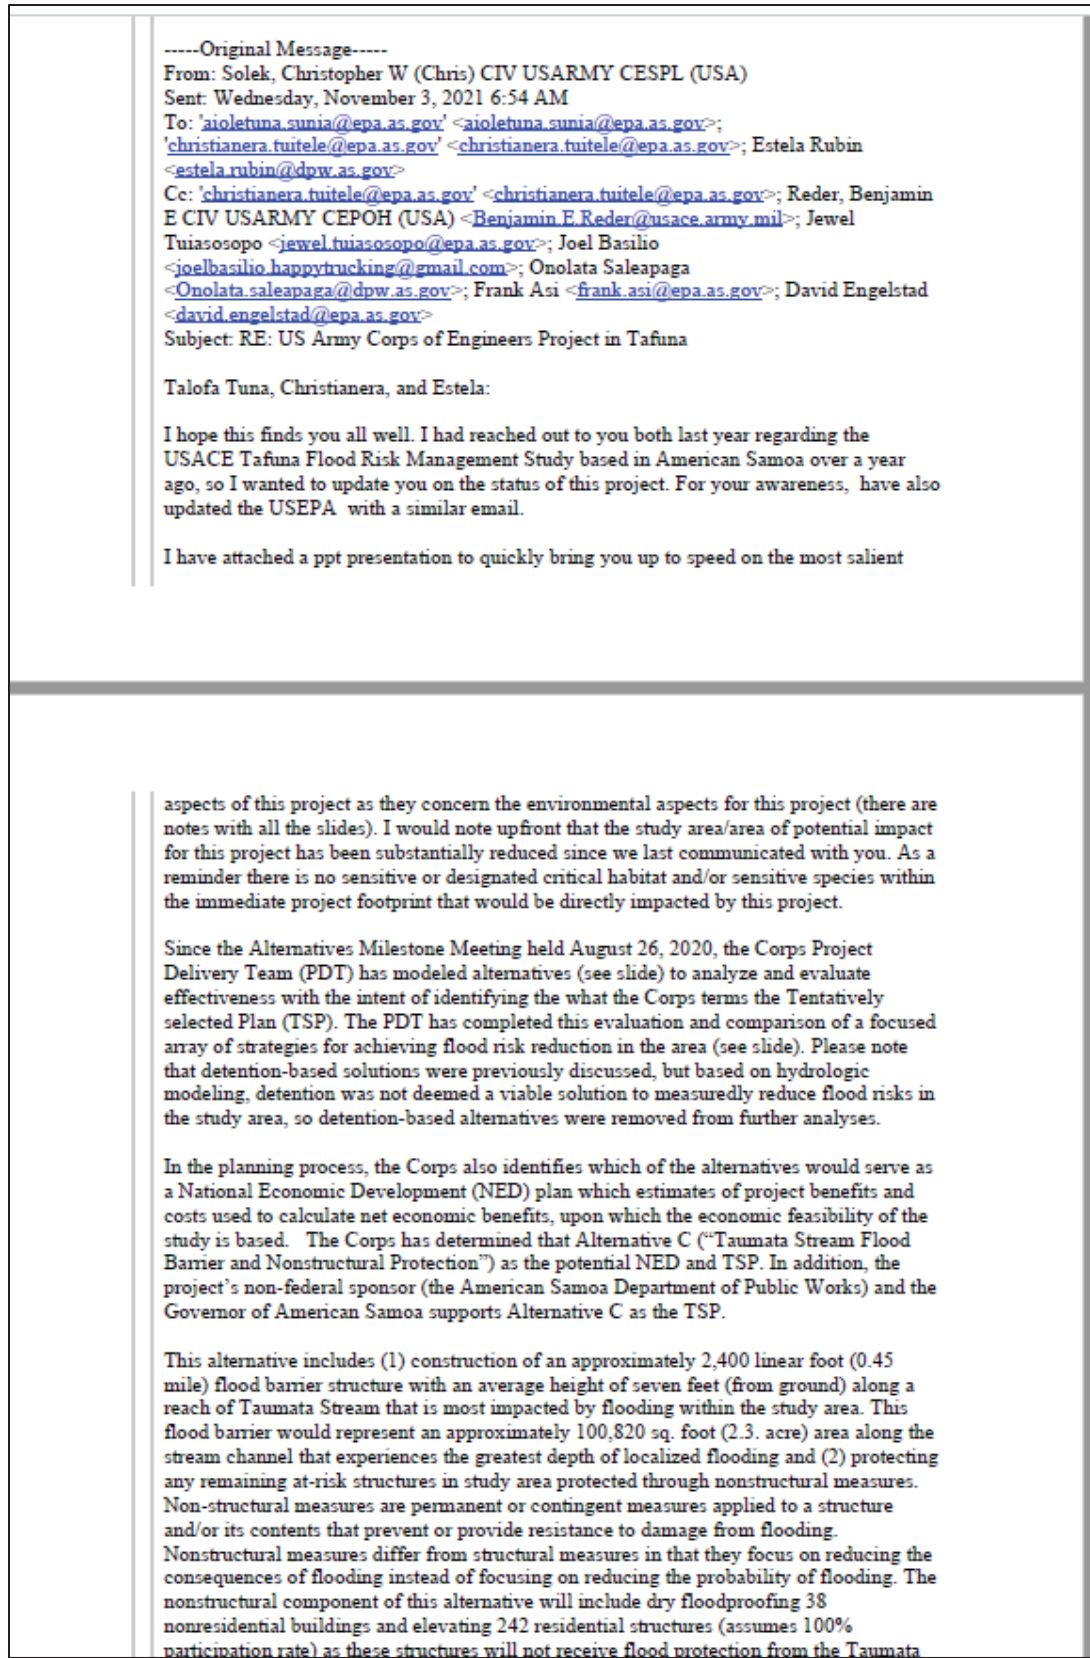 -----Original Message-----
From: Solek, Christopher W (Chris) CIV USARMY CESPL (USA)
Sent: Wednesday, November 3, 2021 6:54 AM
To: 'aioletuna.sunia@epa.as.gov' <aioletuna.sunia@epa.as.gov>;
'christianera.tuitele@epa.as.gov' <christianera.tuitele@epa.as.gov>; Estela Rubin
<estela.rubin@dpw.as.gov>
Cc: 'christianera.tuitele@epa.as.gov' <christianera.tuitele@epa.as.gov>; Reder, Benjamin
E CIV USARMY CEPOH (USA) <Benjamin.E.Reder@usace.army.mil>; Jewel
Tuiasosopo <jewel.tuiasosopo@epa.as.gov>; Joel Basilio
<joelbasilio.happytrucking@gmail.com>; Onolata Saleapaga
<Onolata.saleapaga@dpw.as.gov>; Frank Asi <frank.asi@epa.as.gov>; David Engelstad
<david.engelstad@epa.as.gov>
Subject: RE: US Army Corps of Engineers Project in Tafuna
Talofa Tuna, Christianera, and Estela:
I hope this finds you all well. I had reached out to you both last year regarding the
USACE Tafuna Flood Risk Management Study based in American Samoa over a year
ago, so I wanted to update you on the status of this project. For your awareness,  have also
updated the USEPA  with a similar email.
I have attached a ppt presentation to quickly bring you up to speed on the most salient
aspects of this project as they concern the environmental aspects for this project (there are
notes with all the slides). I would note upfront that the study area/area of potential impact
for this project has been substantially reduced since we last communicated with you. As a
reminder there is no sensitive or designated critical habitat and/or sensitive species within
the immediate project footprint that would be directly impacted by this project.
Since the Alternatives Milestone Meeting held August 26, 2020, the Corps Project
Delivery Team (PDT) has modeled alternatives (see slide) to analyze and evaluate
effectiveness with the intent of identifying the what the Corps terms the Tentatively
selected Plan (TSP). The PDT has completed this evaluation and comparison of a focused
array of strategies for achieving flood risk reduction in the area (see slide). Please note
that detention-based solutions were previously discussed, but based on hydrologic
modeling, detention was not deemed a viable solution to measuredly reduce flood risks in
the study area, so detention-based alternatives were removed from further analyses.
In the planning process, the Corps also identifies which of the alternatives would serve as
a National Economic Development (NED) plan which estimates of project benefits and
costs used to calculate net economic benefits, upon which the economic feasibility of the
study is based.   The Corps has determined that Alternative C (“Taumata Stream Flood
Barrier and Nonstructural Protection”) as the potential NED and TSP. In addition, the
project’s non-federal sponsor (the American Samoa Department of Public Works) and the
Governor of American Samoa supports Alternative C as the TSP.
This alternative includes (1) construction of an approximately 2,400 linear foot (0.45
mile) flood barrier structure with an average height of seven feet (from ground) along a
reach of Taumata Stream that is most impacted by flooding within the study area. This
flood barrier would represent an approximately 100,820 sq. foot (2.3. acre) area along the
stream channel that experiences the greatest depth of localized flooding and (2) protecting
any remaining at-risk structures in study area protected through nonstructural measures.
Non-structural measures are permanent or contingent measures applied to a structure
and/or its contents that prevent or provide resistance to damage from flooding.
Nonstructural measures differ from structural measures in that they focus on reducing the
consequences of flooding instead of focusing on reducing the probability of flooding. The
nonstructural component of this alternative will include dry floodproofing 38
nonresidential buildings and elevating 242 residential structures (assumes 100%
participation rate) as these structures will not receive flood protection from the Taumata